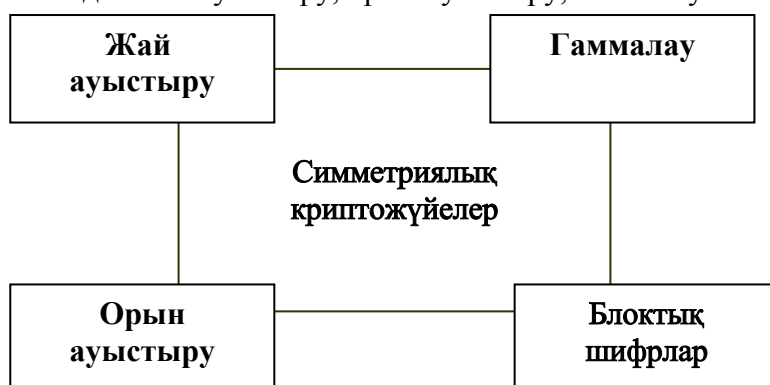 Жай
ауыстыру
Гаммалау
Симметриялық
криптожүйелер
Орын
ауыстыру
Блоктық
шифрлар